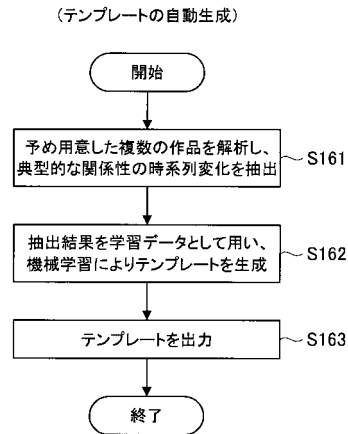 (テンプレートの自動生成)
開始
予め用意した複数の作品を解析し、
典型的な関係性の時系列変化を抽出
S161
抽出結果を学習データとして用い、
機械学習によりテンプレートを生成
S162
テンプレートを出力
S163
終了